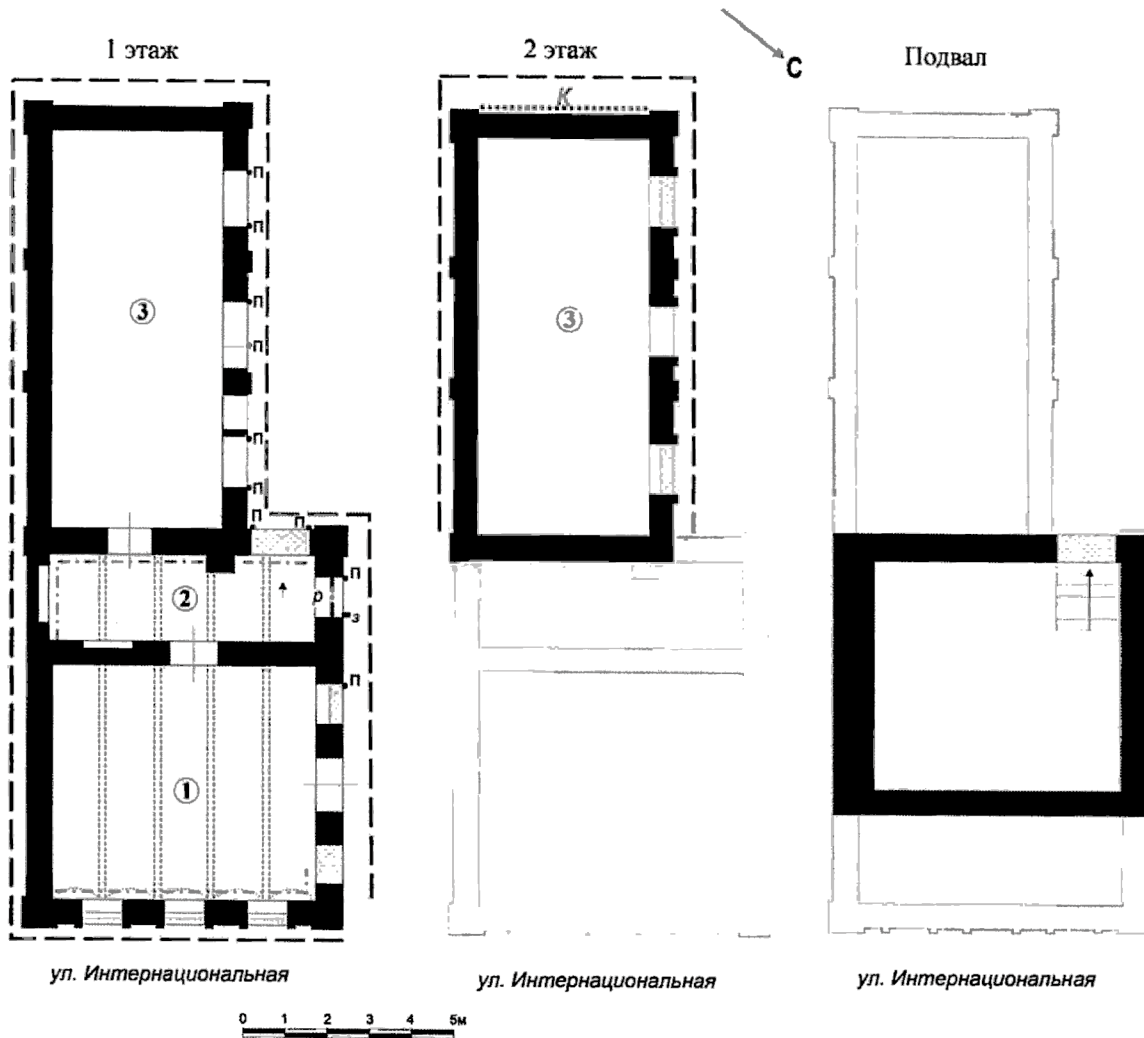 1 этаж
2 этаж
С
Подвал
К
П
П
3
3
П
П
П
П
П
П
2
р
П
з
П
1
ул. Интернациональная
ул. Интернациональная
ул. Интернациональная
0 1 2 3 4 5м